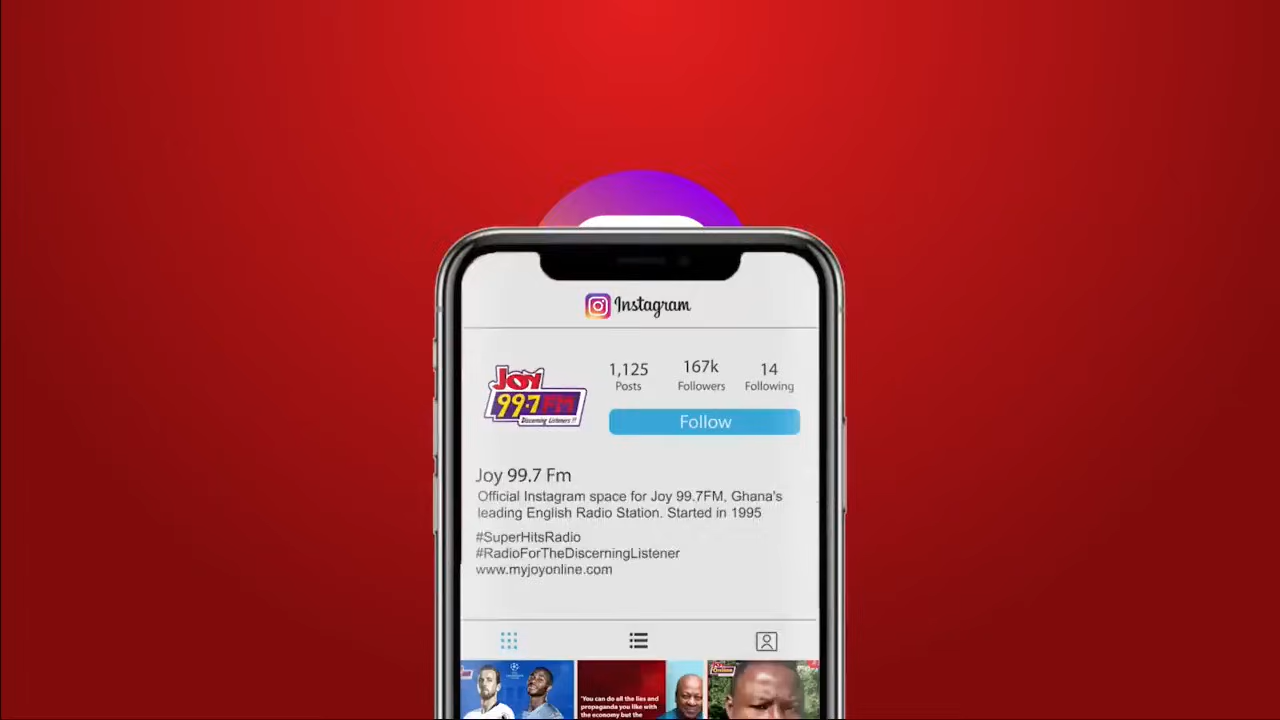 Instagram
1,125
167k
14
Posts
Followers
Following
Joy
99.7 FM
Discerning Listeners !!
Follow
Joy 99.7 Fm
Official Instagram space for Joy 99.7FM, Ghana's
leading English Radio Station. Started in 1995
#SuperHitsRadio
#RadioForTheDiscerningListener
www.myjoyonline.com
"You can do all the lies and
propaganda you like with
the economy but the